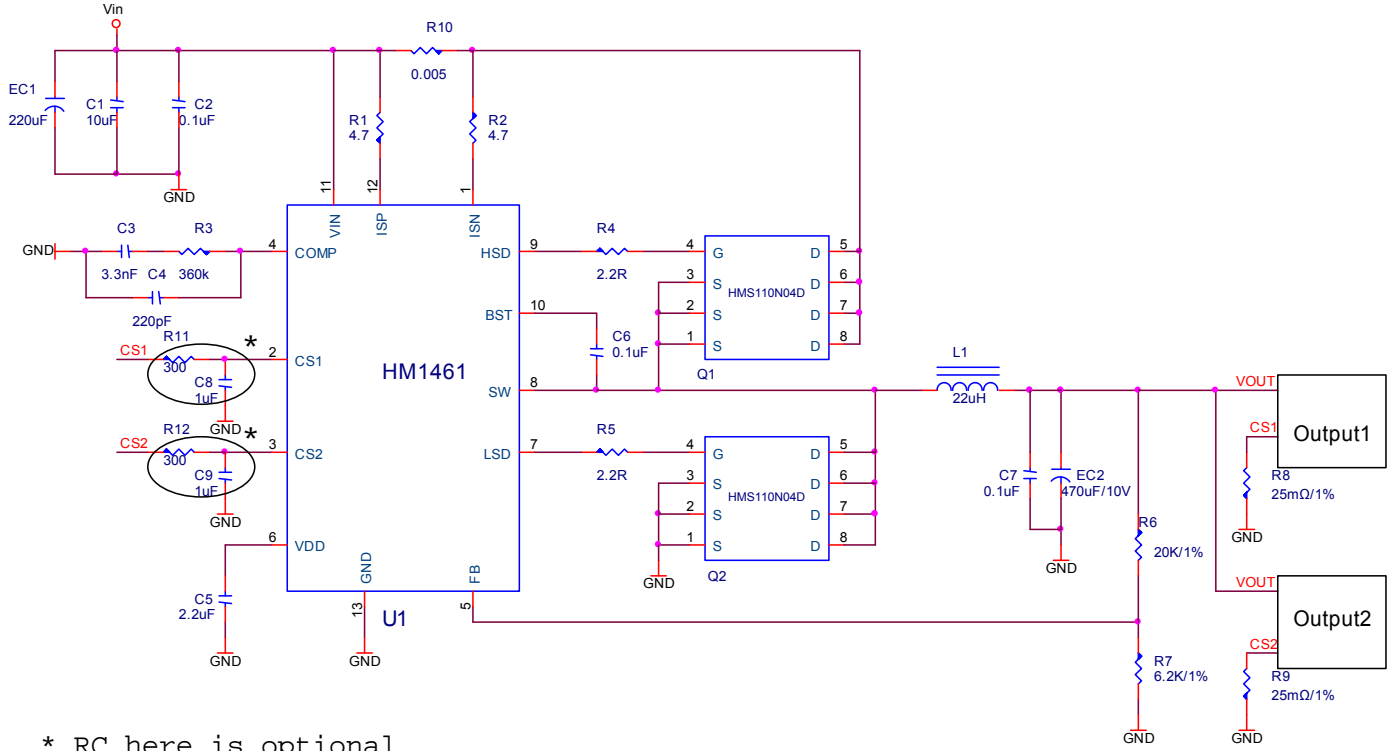 Vin
R10
0.005
EC1
220uF
C1
10uF
C2
0.1uF
R1
4.7
R2
4.7
GND
11
12
1
VIN
ISP
ISN
GND
C3
3.3nF
R3
360k
C4
220pF
4
COMP
CS1
R11
300
*
2
CS1
C8
1uF
GND
CS2
R12
300
*
3
CS2
C9
1uF
GND
6
VDD
C5
2.2uF
GND
HM1461
U1
GND
13
GND
FB
5
HSD
9
BST
10
SW
8
LSD
7
R4
2.2R
C6
0.1uF
R5
2.2R
4
G
3
S
2
S
1
S
HMS110N04D
D
5
D
6
D
7
D
8
Q1
4
G
3
S
2
S
1
S
HMS110N04D
D
5
D
6
D
7
D
8
Q2
GND
L1
22uH
C7
0.1uF
EC2
470uF/10V
GND
R6
20K/1%
R7
6.2K/1%
GND
VOUT
CS1
Output1
R8
25mΩ/1%
GND
VOUT
CS2
Output2
R9
25mΩ/1%
GND
* RC here is optional